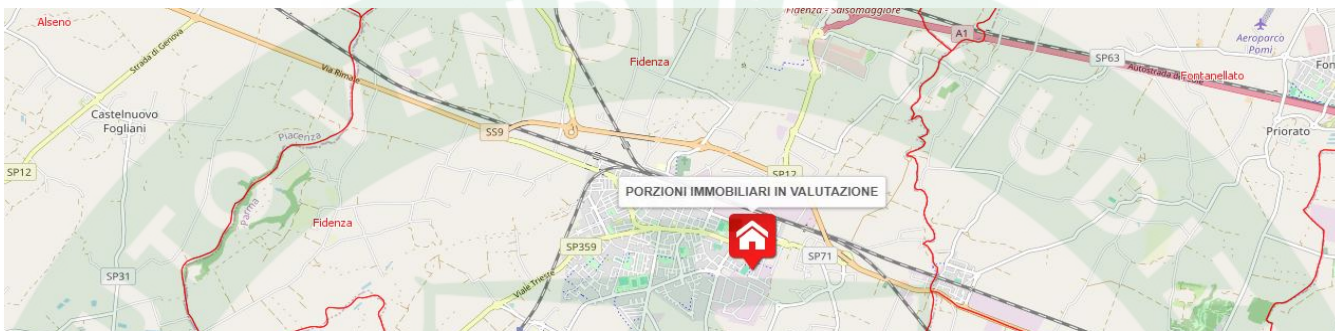 Alseno
Strada di Genova
Fidenza - Salsomaggiore
A1
Aeroparco
Pomi
Via Rimale
Fidenza
SP63
Autostrada d
Fontanellato
Castelnuovo
Fogliani
Piacenza
SS9
Priorato
SP12
SP12
PORZIONI IMMOBILIARI IN VALUTAZIONE
Parma
Fidenza
SP359
SP71
SP31
Viale Trieste